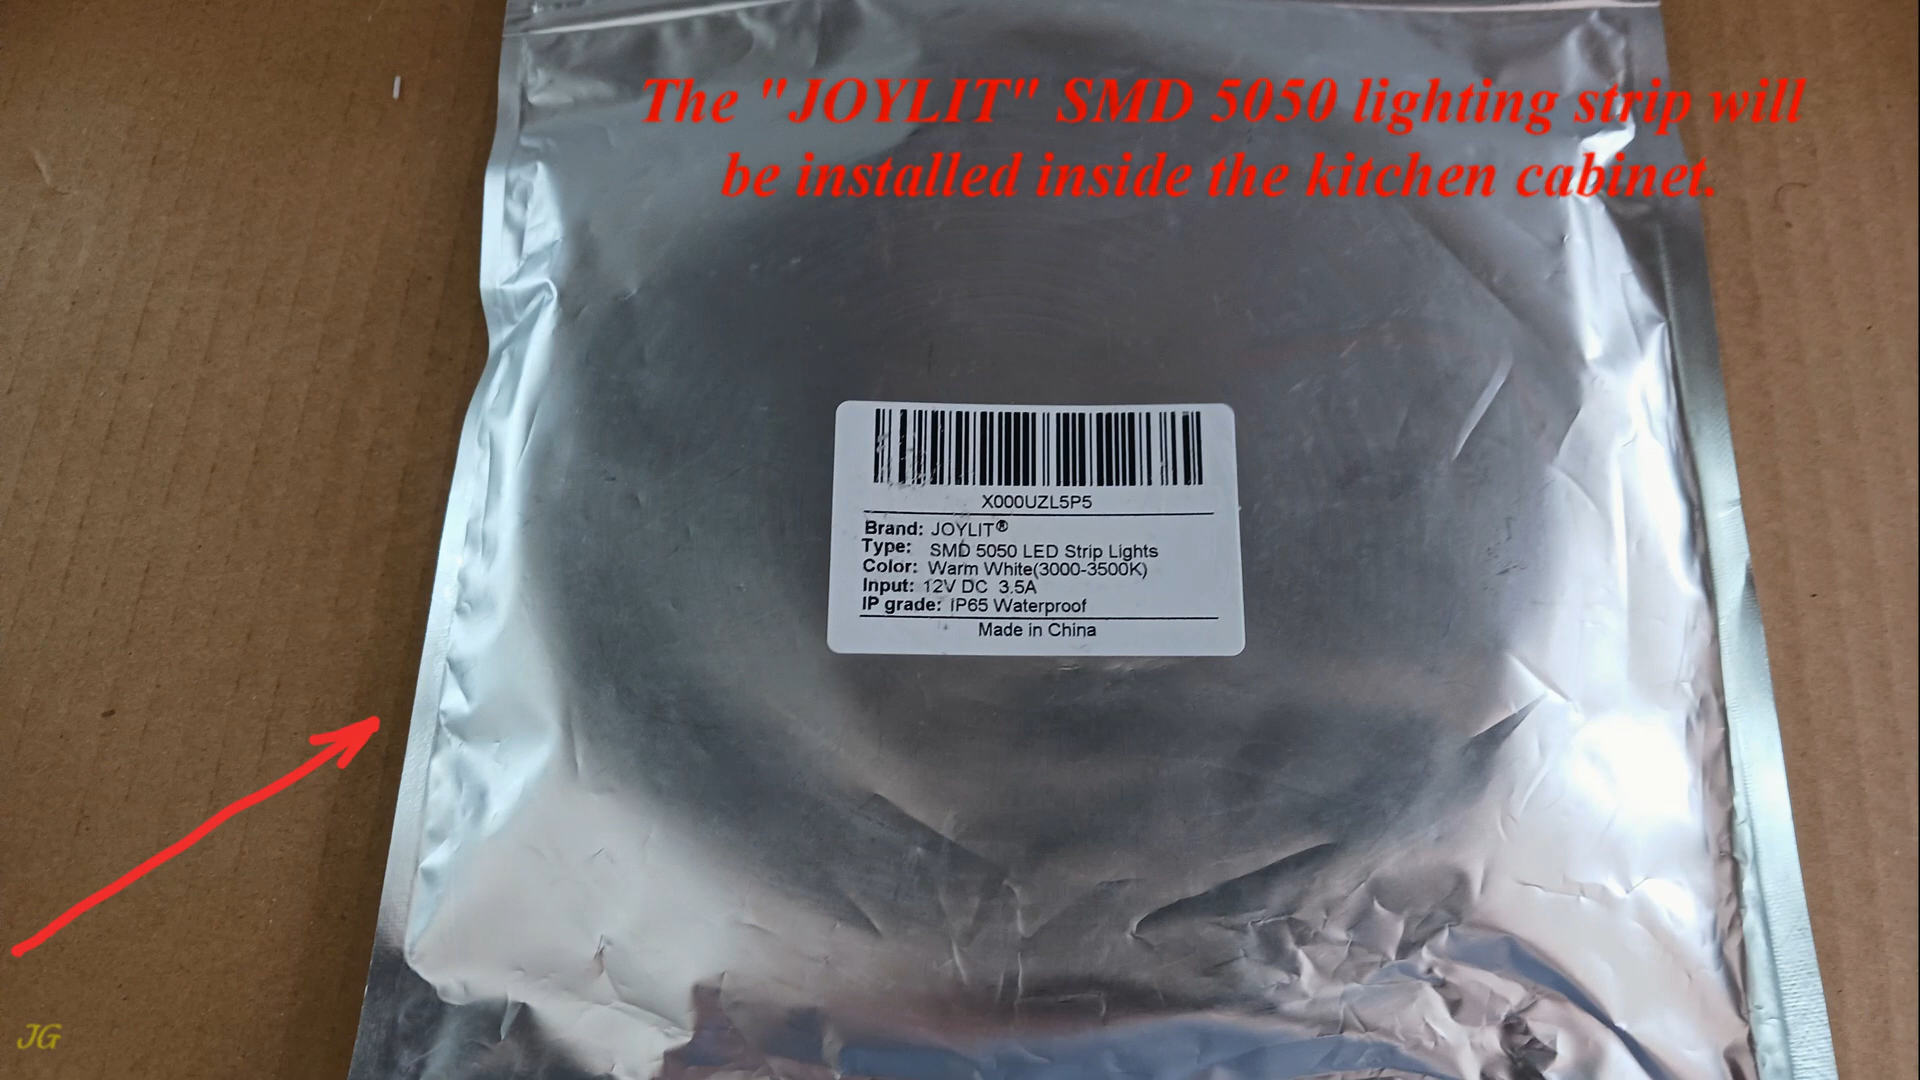 The "JOYLIT" SMD 5050 lighting strip will
be installed inside the kitchen cabinet.
X000UZL5P5
Brand: JOYLIT®
Type: SMD 5050 LED Strip Lights
Color: Warm White(3000-3500K)
Input: 12V DC 3.5A
IP grade: IP65 Waterproof
Made in China
JG